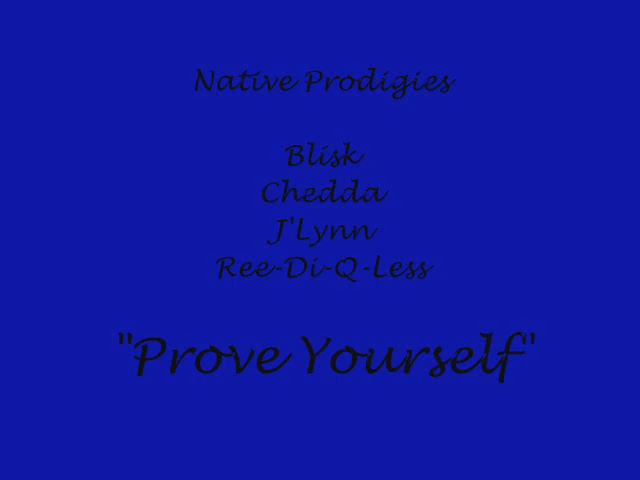 Native Prodigies
Blisk
Chedda
J'Lynn
Ree-Di-Q-Less
"Prove Yourself"